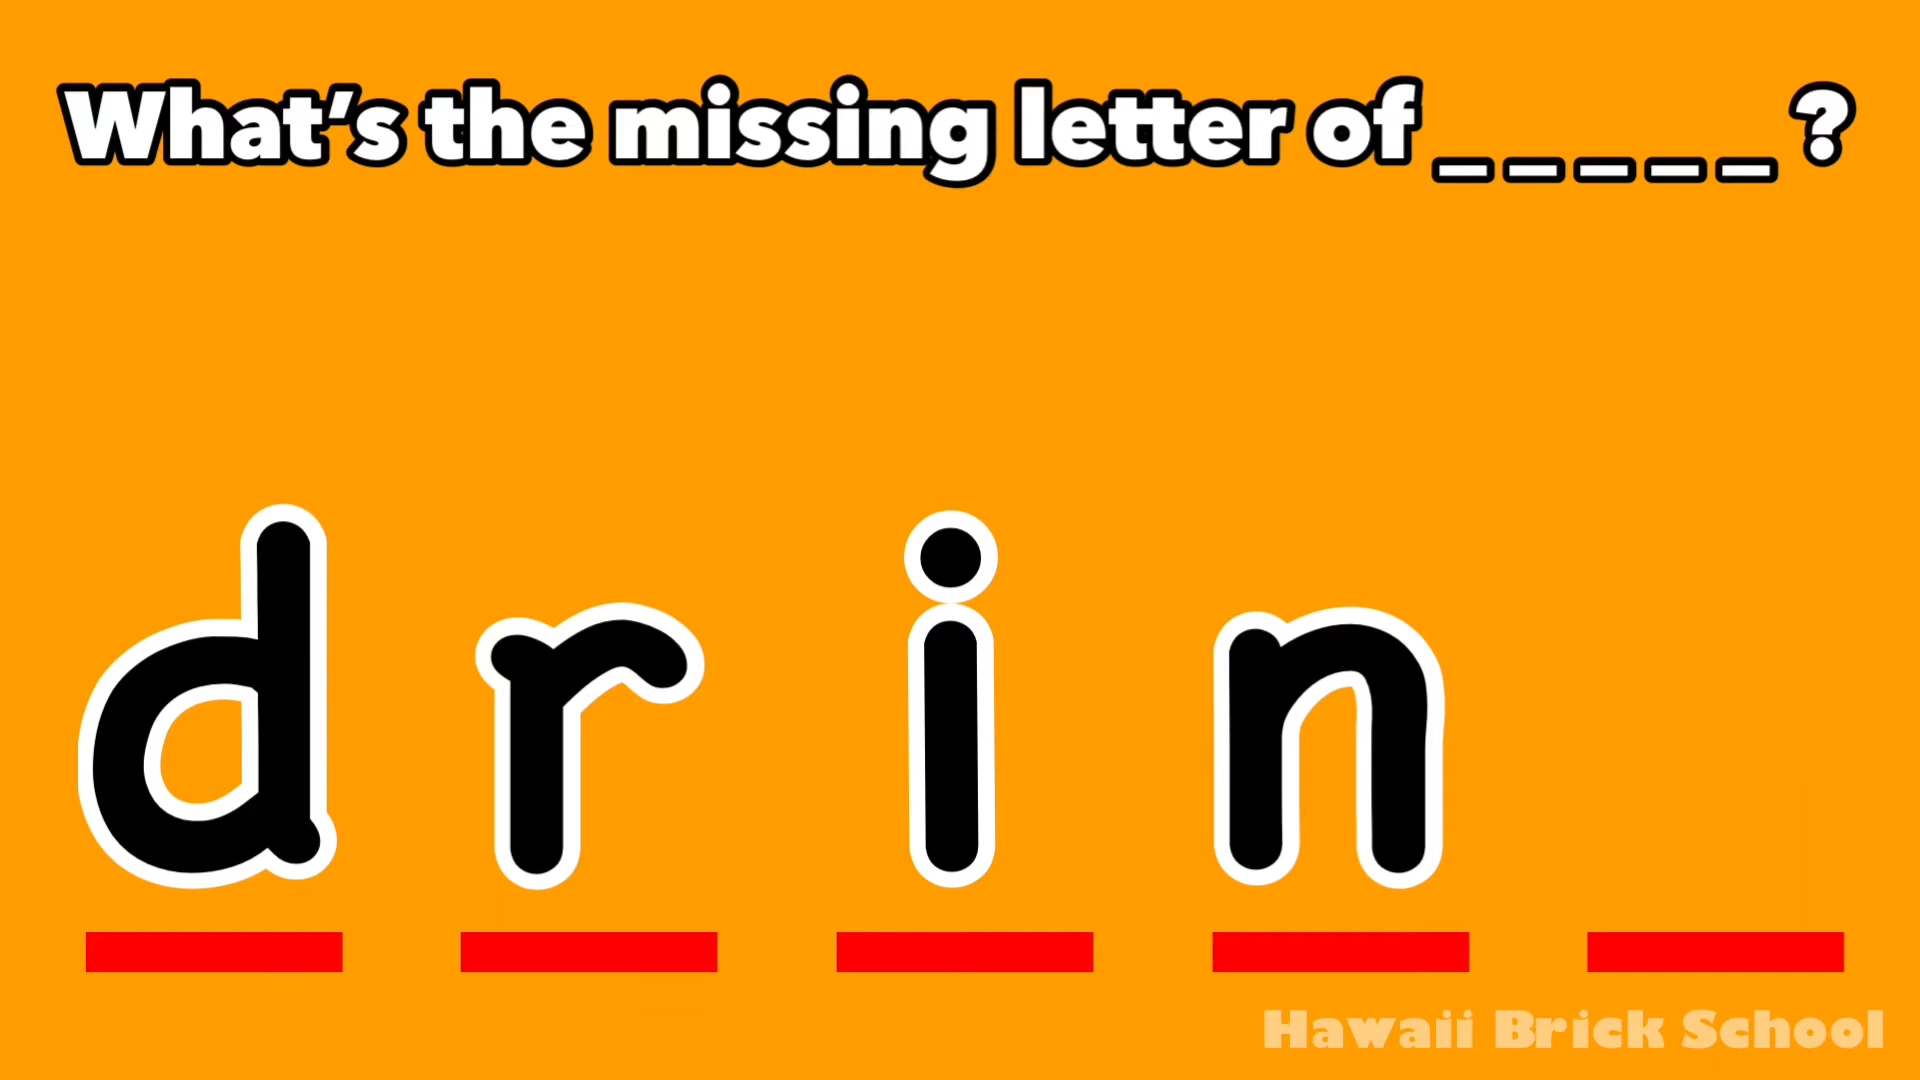 What's the missing letter of _ _ _ _ _ ?
d r i n
Hawaii Brick School